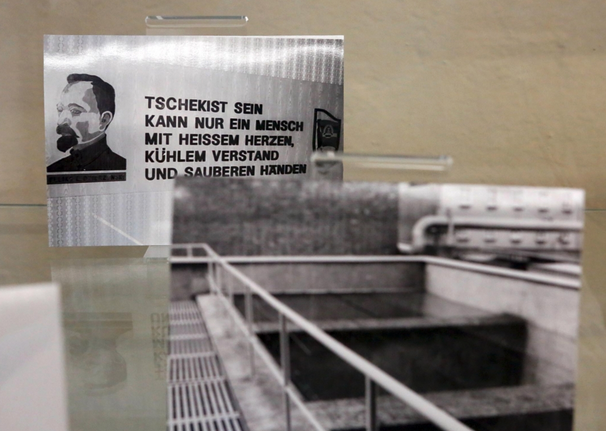 TSCHEKIST SEIN
KANN NUR EIN MENSCH
MIT HEISSEM HERZEN,
KÜHLEM VERSTAND
UND SAUBEREN HÄNDEN